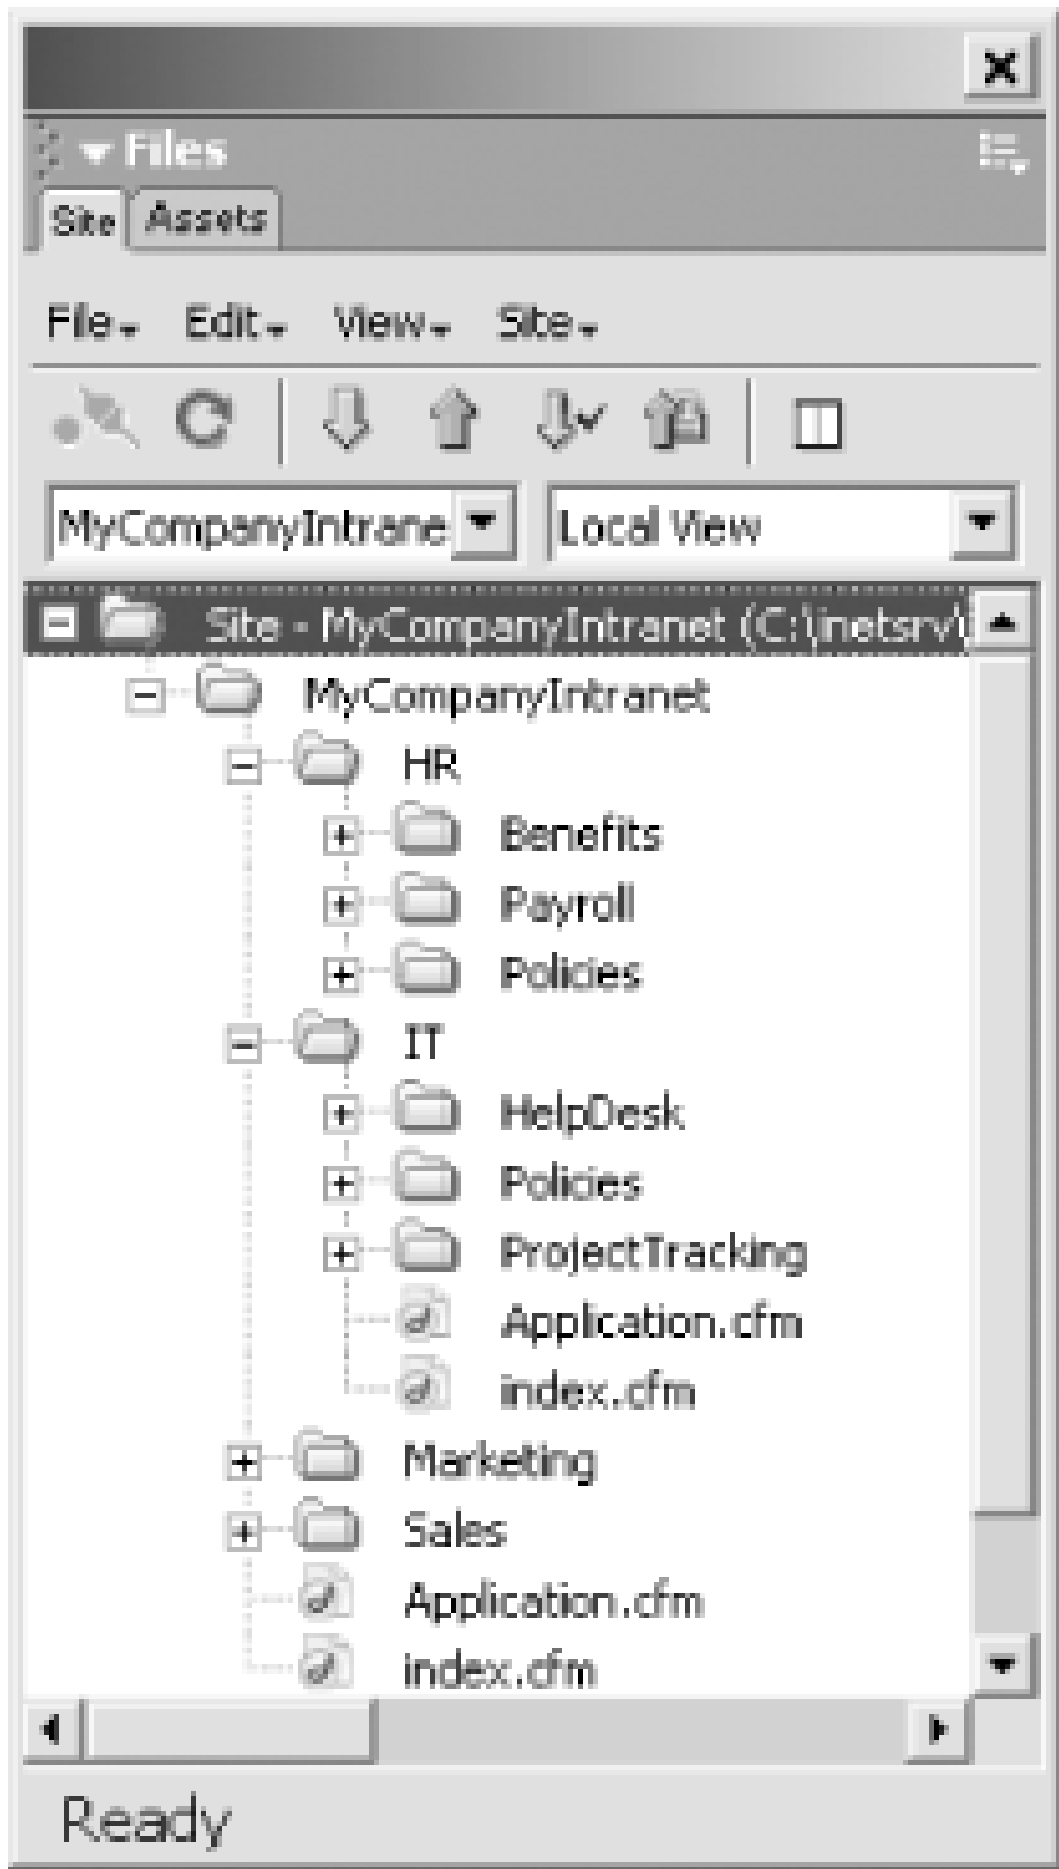 Files
Site Assets
File Edit View Site
MyCompanyIntrane Local View
Site - MyCompanyIntranet (C:\Inetsrv\
MyCompanyIntranet
HR
Benefits
Payroll
Policies
IT
HelpDesk
Policies
ProjectTracking
Application.cfm
index.cfm
Marketing
Sales
Application.cfm
index.cfm
Ready